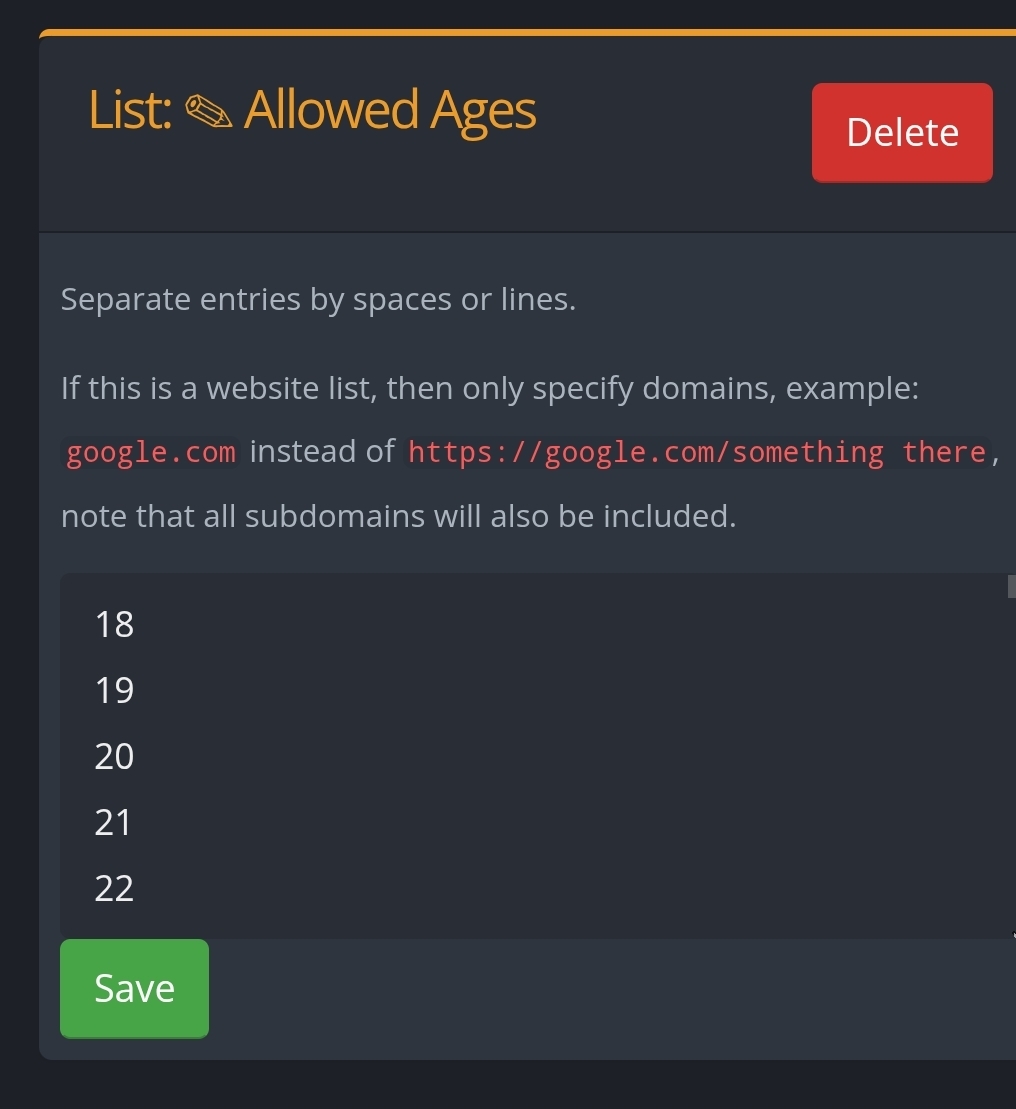 List: ✎ Allowed Ages
Delete
Separate entries by spaces or lines.
If this is a website list, then only specify domains, example:
google.com instead of https://google.com/something there,
note that all subdomains will also be included.
18
19
20
21
22
Save